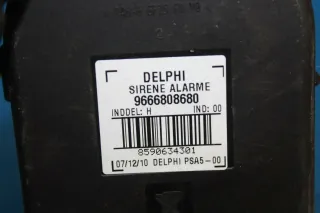 DELPHI
SIRENE ALARME
9666808680
INDDEL: H IND: 00
8590634301
07/12/10 DELPHI PSA5-00